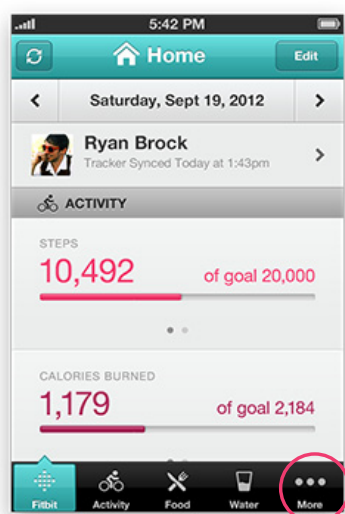 5:42 PM
Home
Edit
Saturday, Sept 19, 2012
Ryan Brock
Tracker Synced Today at 1:43pm
ACTIVITY
STEPS
10,492 of goal 20,000
CALORIES BURNED
1,179 of goal 2,184
Fitbit Activity Food Water More